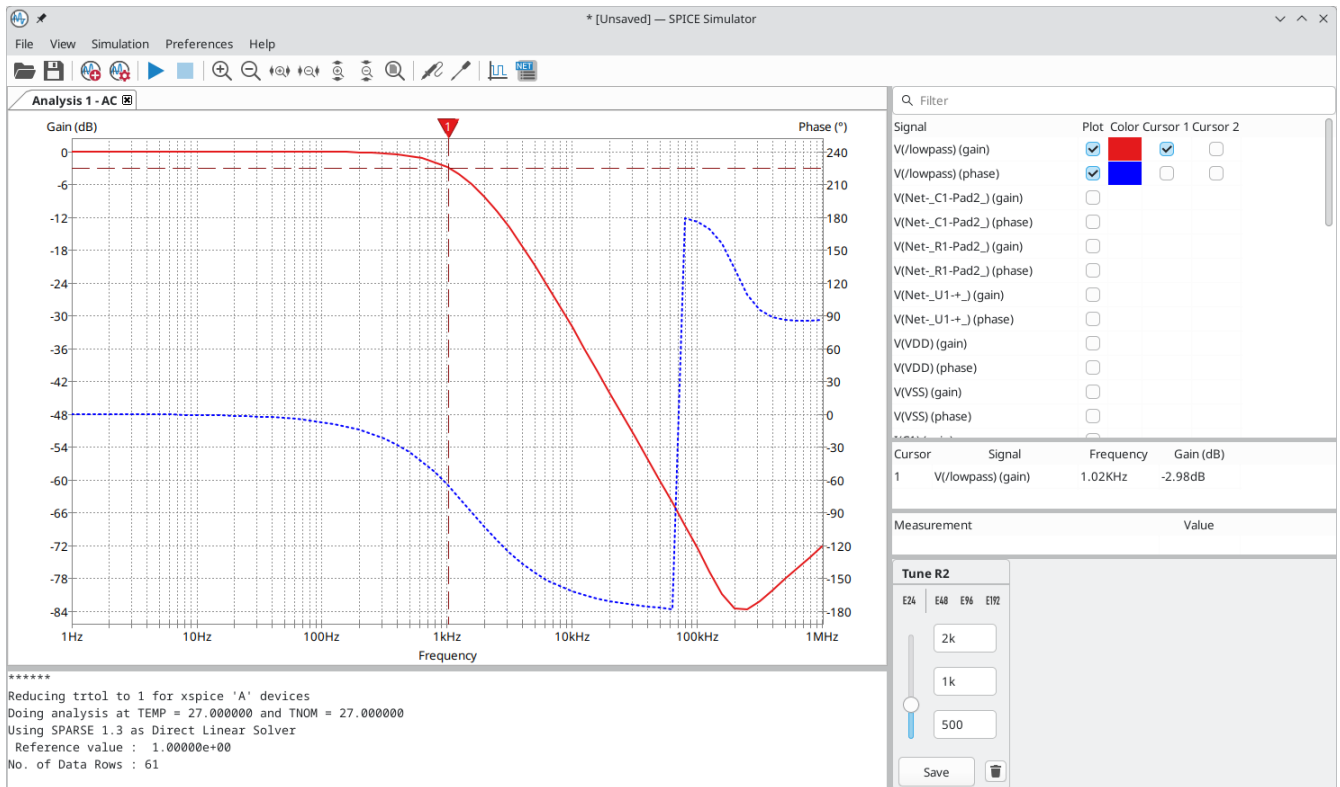 * [Unsaved] — SPICE Simulator
File View Simulation Preferences Help
NET
Analysis 1 - AC
Gain (dB)
1
Phase (°)
0
-6
-12
-18
-24
-30
-36
-42
-48
-54
-60
-66
-72
-78
-84
240
210
180
150
120
90
60
30
0
-30
-60
-90
-120
-150
-180
1Hz 10Hz 100Hz 1kHz 10kHz 100kHz 1MHz
Frequency
******
Reducing trtol to 1 for xspice 'A' devices
Doing analysis at TEMP = 27.000000 and TNOM = 27.000000
Using SPARSE 1.3 as Direct Linear Solver
Reference value : 1.00000e+00
No. of Data Rows : 61
Filter
Signal Plot Color Cursor 1 Cursor 2
V(/lowpass) (gain)
V(/lowpass) (phase)
V(Net-_C1-Pad2_) (gain)
V(Net-_C1-Pad2_) (phase)
V(Net-_R1-Pad2_) (gain)
V(Net-_R1-Pad2_) (phase)
V(Net-_U1-+_) (gain)
V(Net-_U1-+_) (phase)
V(VDD) (gain)
V(VDD) (phase)
V(VSS) (gain)
V(VSS) (phase)
Cursor Signal Frequency Gain (dB)
1 V(/lowpass) (gain) 1.02KHz -2.98dB
Measurement Value
Tune R2
E24 E48 E96 E192
2k
1k
500
Save